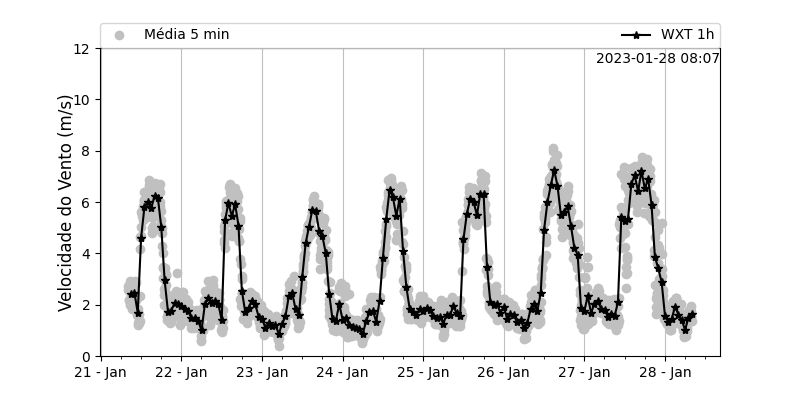 Média 5 min
WXT 1h
2023-01-28 08:07
Velocidade do Vento (m/s)
12
10
8
6
4
2
0
21 - Jan
22 - Jan
23 - Jan
24 - Jan
25 - Jan
26 - Jan
27 - Jan
28 - Jan